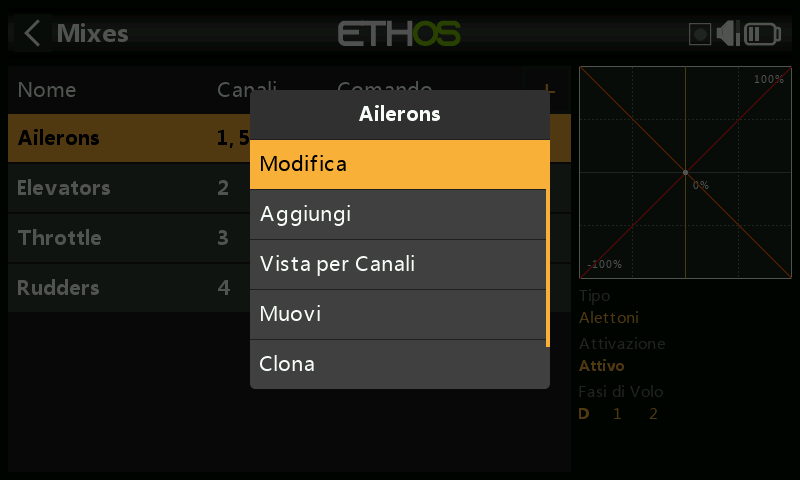 Mixes
ETHOS
Nome Canali Comando +
Ailerons 1, 5
Elevators 2
Throttle 3
Rudders 4
Ailerons
Modifica
Aggiungi
Vista per Canali
Muovi
Clona
100%
0%
-100%
Tipo
Alettoni
Attivazione
Attivo
Fasi di Volo
D 1 2